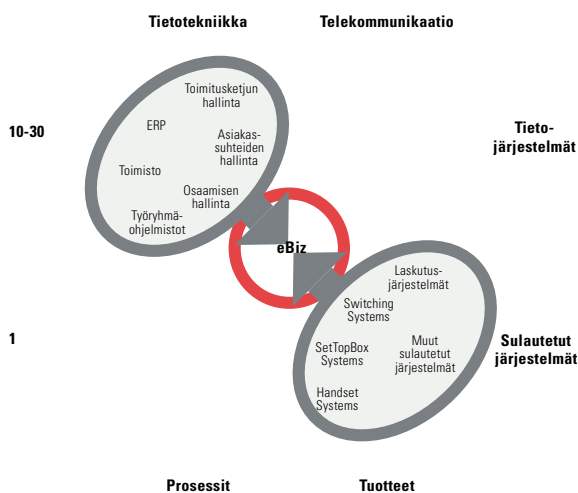 Tietotekniikka
Telekommunikaatio
10-30
Toimitusketjun
hallinta
ERP
Asiakas-
suhteiden
hallinta
Toimisto
Osaamisen
hallinta
Työryhmä-
ohjelmistot
Tieto-
järjestelmät
eBiz
1
Laskutus-
järjestelmät
Switching
Systems
SetTopBox
Systems
Muut
sulautetut
järjestelmät
Handset
Systems
Sulautetut
järjestelmät
Prosessit
Tuotteet